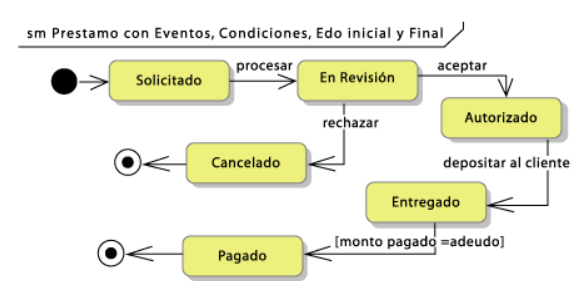 sm Prestamo con Eventos, Condiciones, Edo inicial y Final
procesar
aceptar
Solicitado
En Revisión
Autorizado
rechazar
Cancelado
depositar al cliente
Entregado
[monto pagado =adeudo]
Pagado